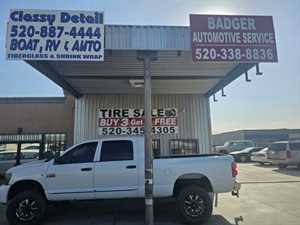 Classy Detail
520-887-4444
BOAT, RV & AUTO
FIBERGLASS & SHRINK WRAP
BADGER
AUTOMOTIVE SERVICE
520-338-8836
TIRE SALE
BUY 3 GET FREE
520-345-4305